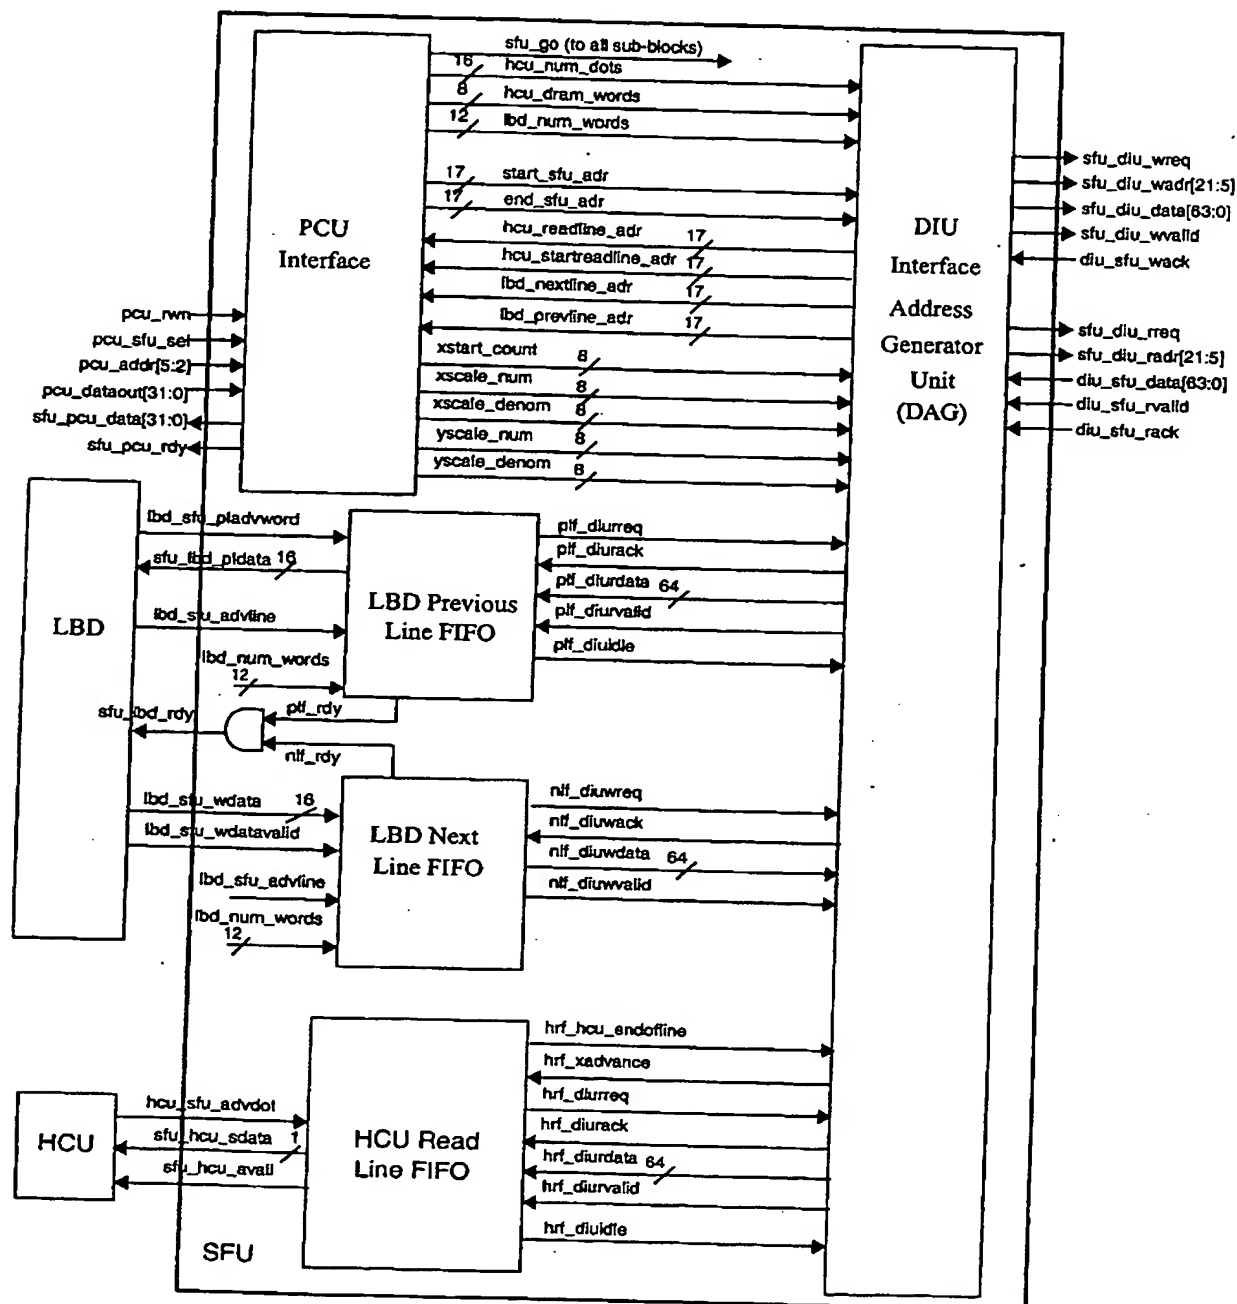 sfu_go (to all sub-blocks)
16
hcu_num_dots
8
hcu_dram_words
12
lbd_num_words
17
start_sfu_adr
17
end_sfu_adr
hcu_readline_adr
17
hcu_startreadline_adr
17
lbd_nextline_adr
17
lbd_prevline_adr
17
xstart_count
8
xscale_num
8
xscale_denom
8
yscale_num
8
yscale_denom
8
PCU
Interface
DIU
Interface
Address
Generator
Unit
(DAG)
sfu_diu_wreq
sfu_diu_wadr[21:5]
sfu_diu_data[63:0]
sfu_diu_wvalid
diu_sfu_wack
sfu_diu_rreq
sfu_diu_radr[21:5]
diu_sfu_data[63:0]
diu_sfu_rvalid
diu_sfu_rack
pcu_rwn
pcu_sfu_sel
pcu_addr[5:2]
pcu_dataout[31:0]
sfu_pcu_data[31:0]
sfu_pcu_rdy
LBD
lbd_sfu_pladvword
sfu_lbd_pldata
16
lbd_sfu_advline
lbd_num_words
12
LBD Previous
Line FIFO
plf_diurreq
plf_diurack
plf_diurdata
64
plf_diurvalid
plf_diuidle
sfu_lbd_rdy
plf_rdy
nlf_rdy
lbd_sfu_wdata
16
lbd_sfu_wdatavalid
lbd_sfu_advline
lbd_num_words
12
LBD Next
Line FIFO
nlf_diuwreq
nlf_diuwack
nlf_diuwdata
64
nlf_diuwvalid
HCU
hcu_sfu_advdot
sfu_hcu_sdata
1
sfu_hcu_avail
HCU Read
Line FIFO
hrf_hcu_endofline
hrf_xadvance
hrf_diurreq
hrf_diurack
hrf_diurdata
64
hrf_diurvalid
hrf_diuidle
SFU